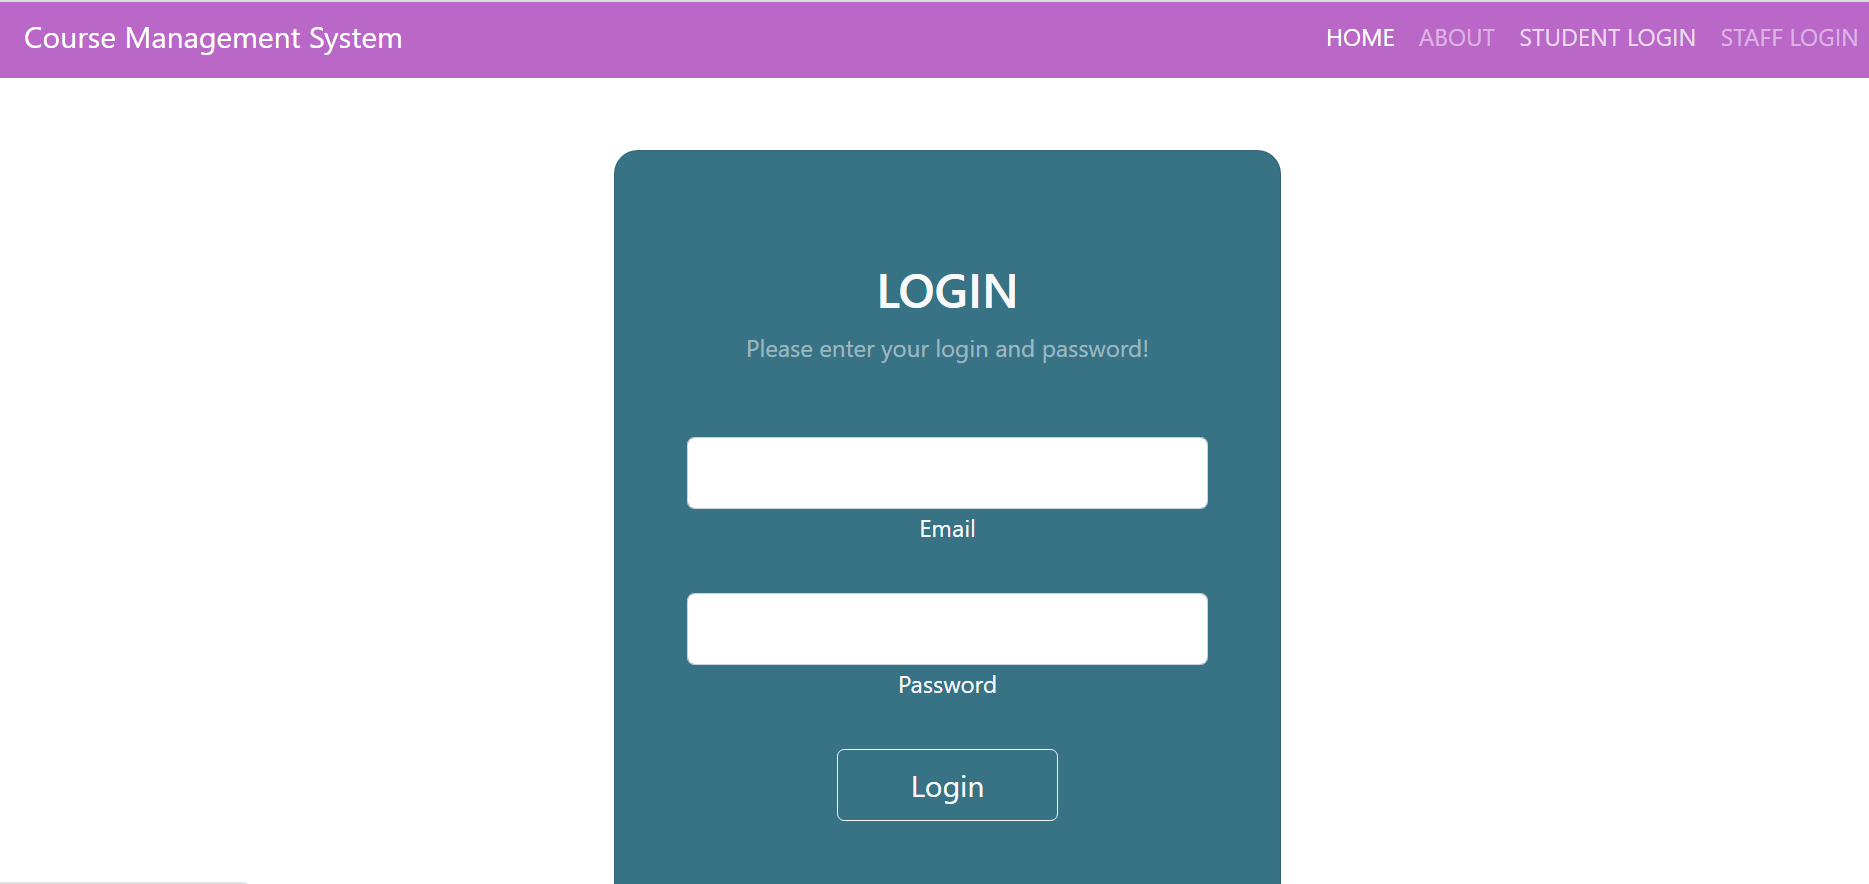 Course Management System HOME ABOUT STUDENT LOGIN STAFF LOGIN
LOGIN
Please enter your login and password!
Email
Password
Login